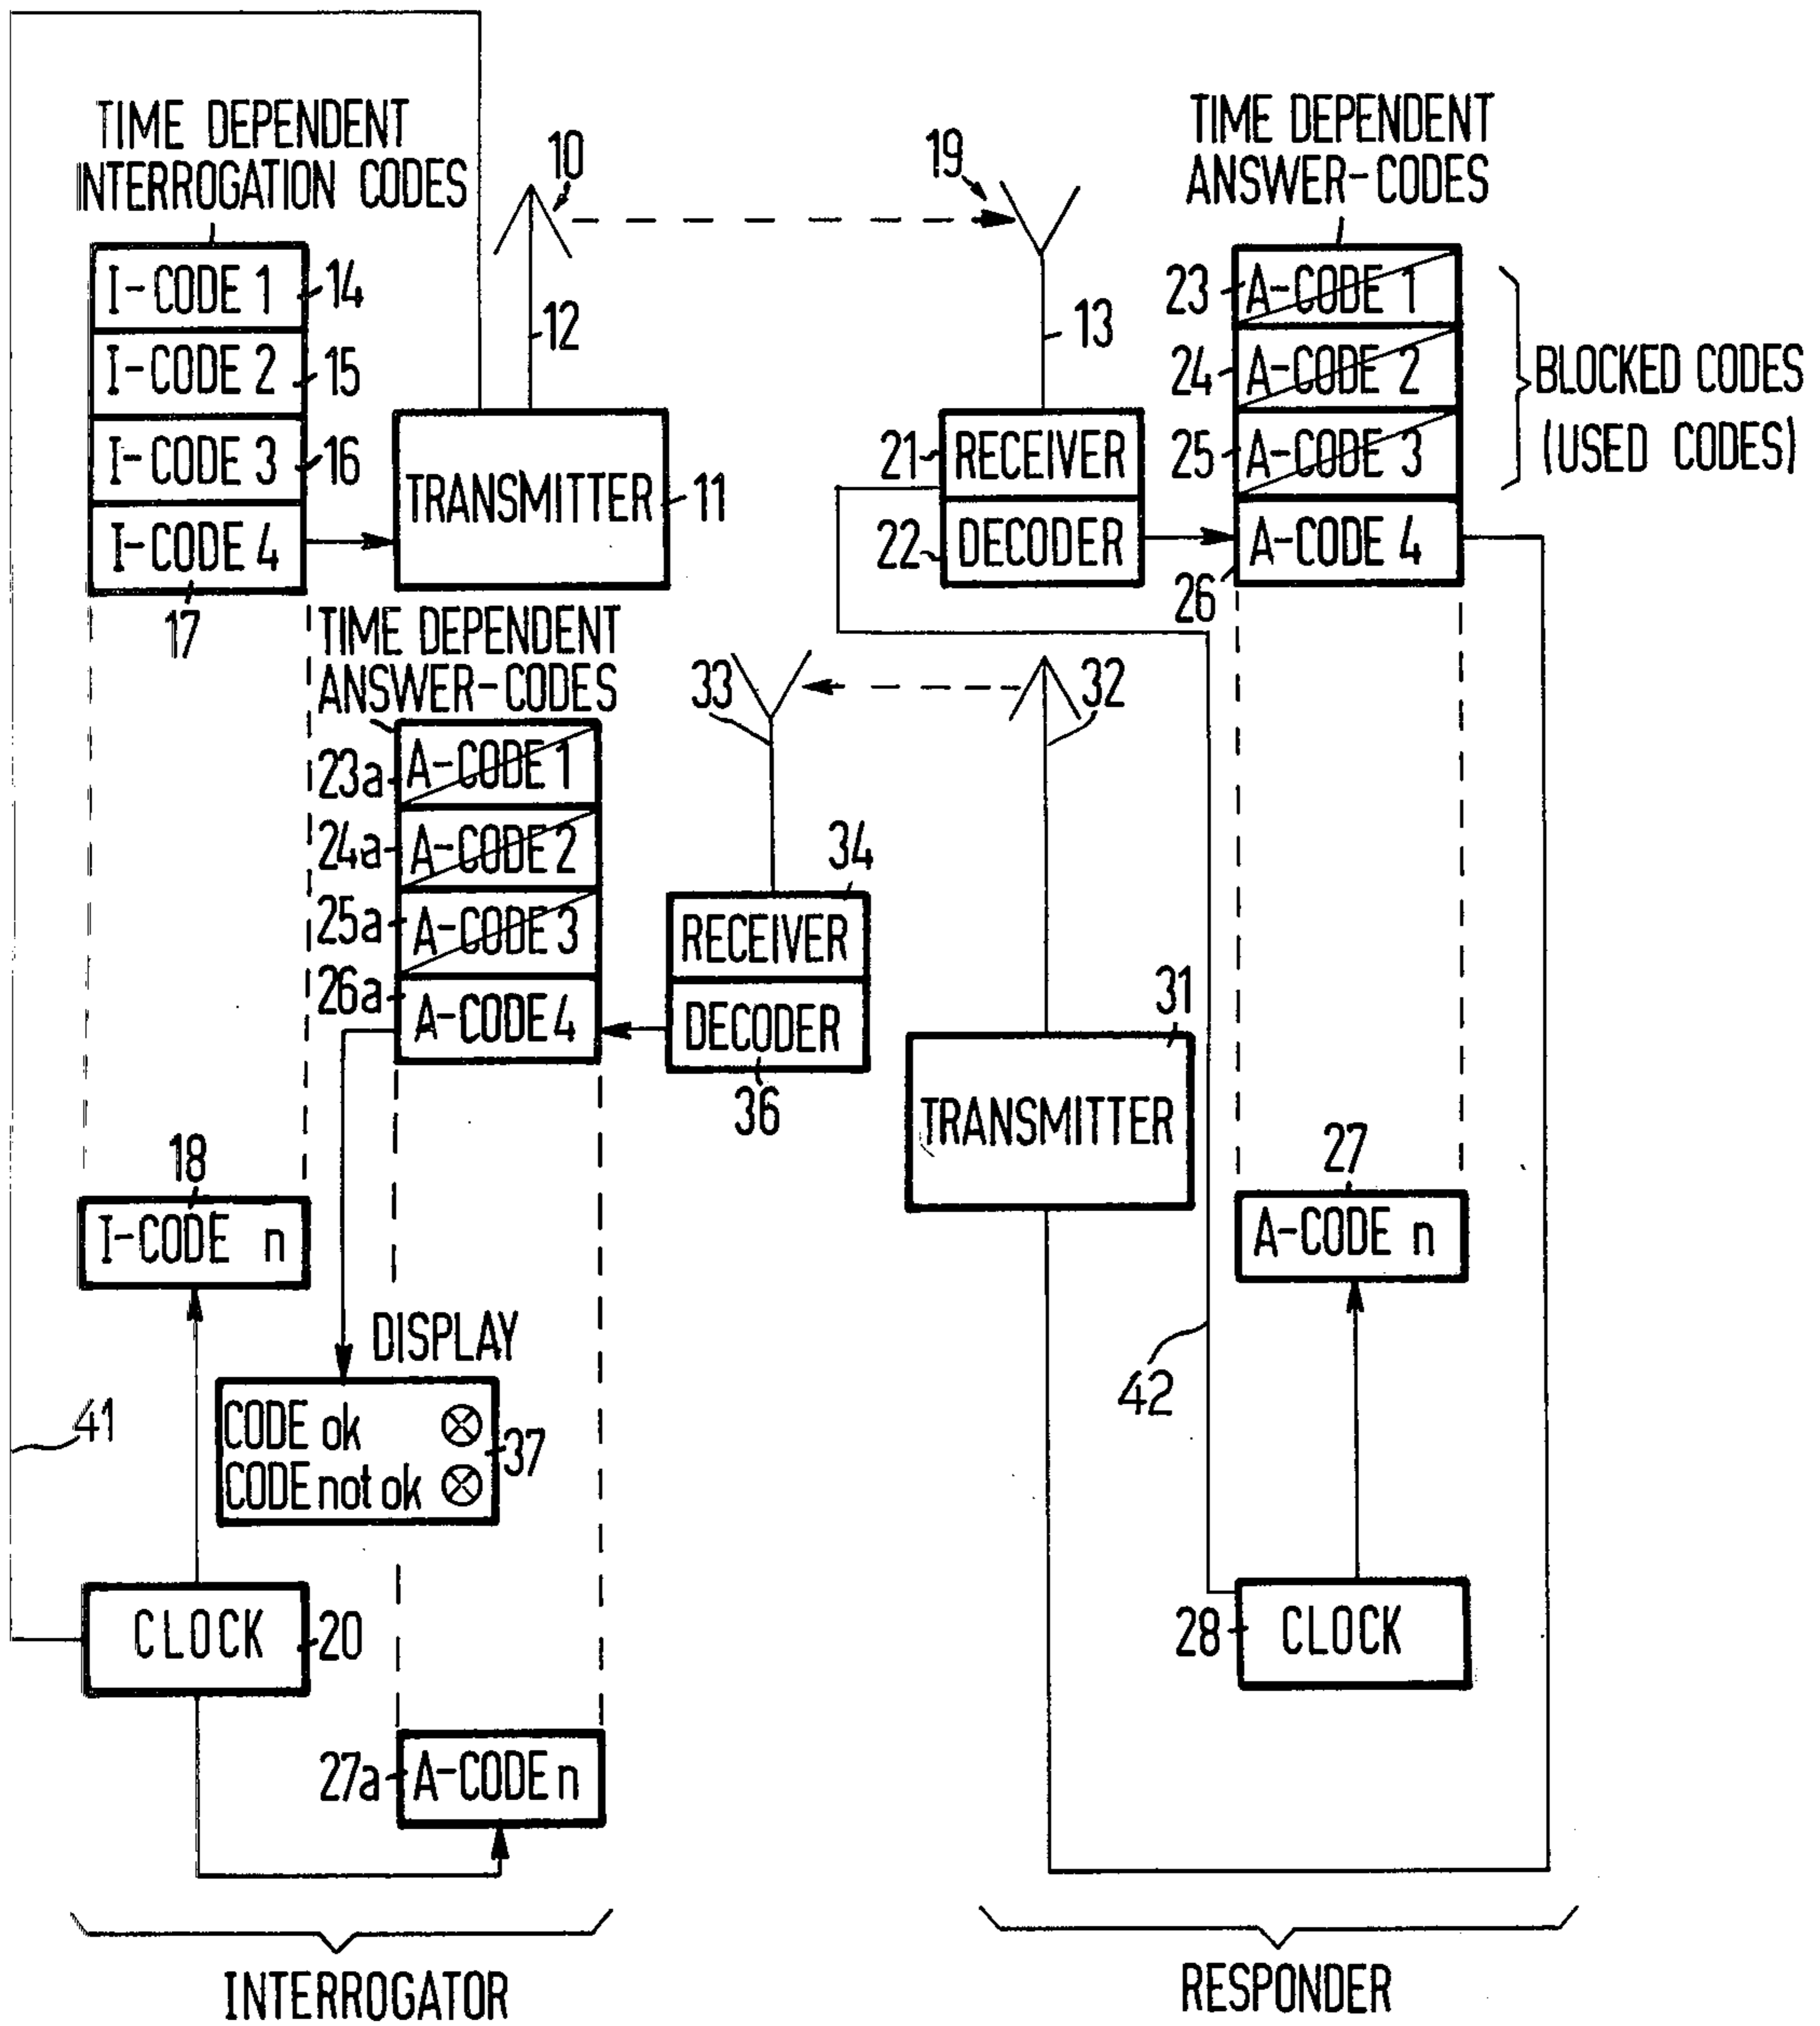 TIME DEPENDENT
INTERROGATION CODES
I-CODE 1
14
I-CODE 2
15
I-CODE 3
16
I-CODE 4
17
10
12
TRANSMITTER
11
19
13
21
RECEIVER
22
DECODER
TIME DEPENDENT
ANSWER-CODES
23
A-CODE 1
24
A-CODE 2
25
A-CODE 3
26
A-CODE 4
BLOCKED CODES
(USED CODES)
TIME DEPENDENT
ANSWER-CODES
23a
A-CODE 1
24a
A-CODE 2
25a
A-CODE 3
26a
A-CODE 4
33
32
34
RECEIVER
DECODER
36
31
TRANSMITTER
18
I-CODE n
27
A-CODE n
DISPLAY
CODE ok
CODE not ok
37
41
42
CLOCK
20
28
CLOCK
27a
A-CODE n
INTERROGATOR
RESPONDER